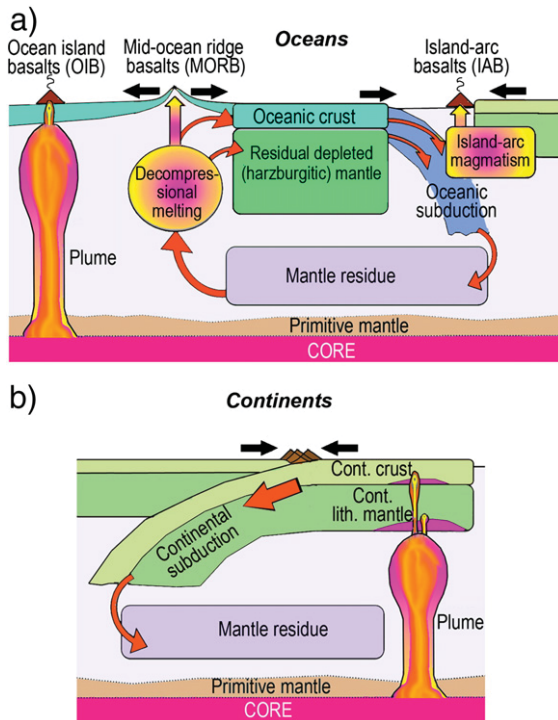 a)
Oceans
Ocean island
basalts (OIB)
Mid-ocean ridge
basalts (MORB)
Island-arc
basalts (IAB)
Oceanic crust
Residual depleted
(harzburgitic) mantle
Decompres-
sional
melting
Island-arc
magmatism
Oceanic
subduction
Plume
Mantle residue
Primitive mantle
CORE
b)
Continents
Cont. crust
Cont.
lith. mantle
Continental
subduction
Mantle residue
Plume
Primitive mantle
CORE